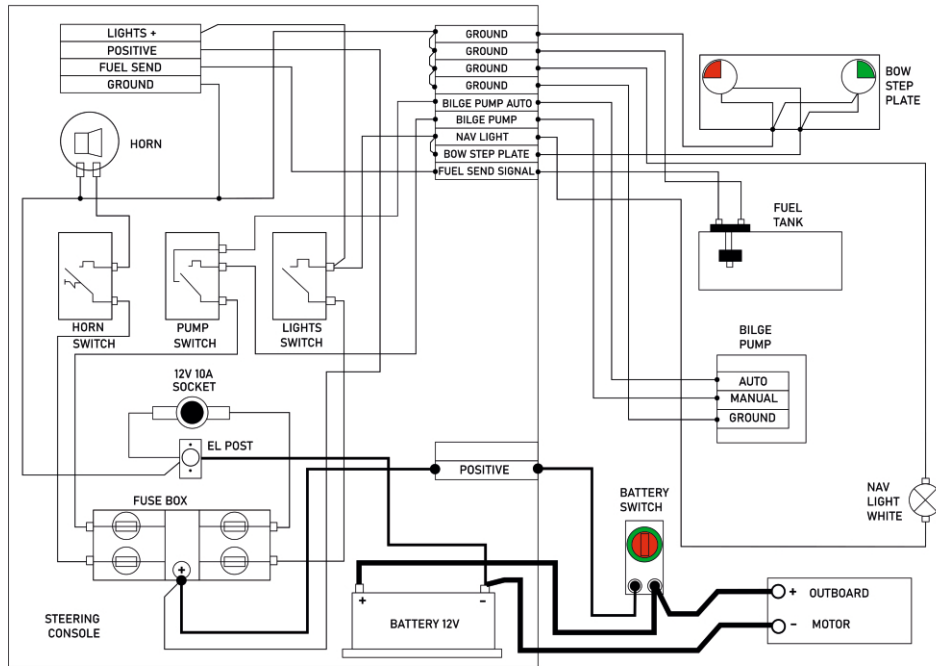 LIGHTS +
POSITIVE
FUEL SEND
GROUND
HORN
GROUND
GROUND
GROUND
GROUND
BILGE PUMP AUTO
BILGE PUMP
NAV LIGHT
BOW STEP PLATE
FUEL SEND SIGNAL
BOW
STEP
PLATE
FUEL
TANK
HORN
SWITCH
PUMP
SWITCH
LIGHTS
SWITCH
BILGE
PUMP
AUTO
MANUAL
GROUND
12V 10A
SOCKET
EL POST
POSITIVE
FUSE BOX
+
BATTERY
SWITCH
NAV
LIGHT
WHITE
STEERING
CONSOLE
+ -
BATTERY 12V
+ OUTBOARD
- MOTOR